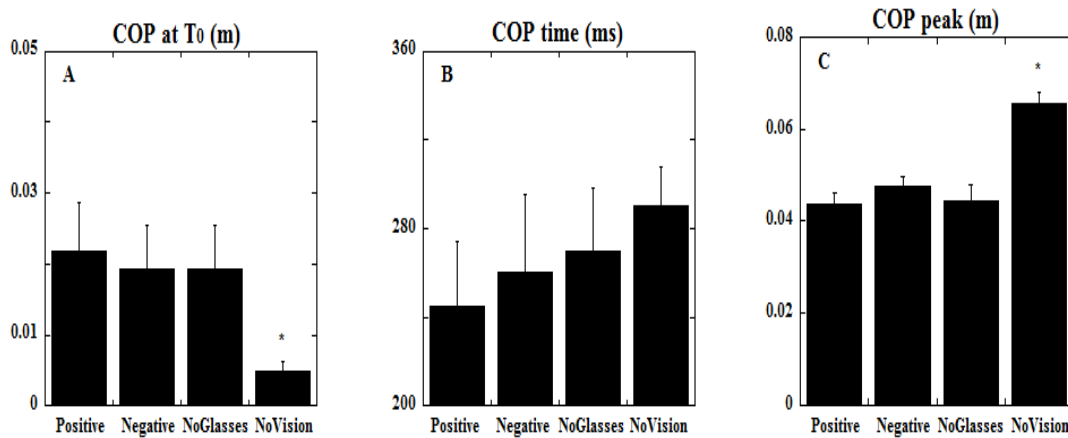 COP at T0 (m)
A
0.05
0.03
0.01
0
*
Positive Negative NoGlasses NoVision
COP time (ms)
B
360
280
200
Positive Negative NoGlasses NoVision
COP peak (m)
C
0.08
0.06
0.04
0.02
0
*
Positive Negative NoGlasses NoVision